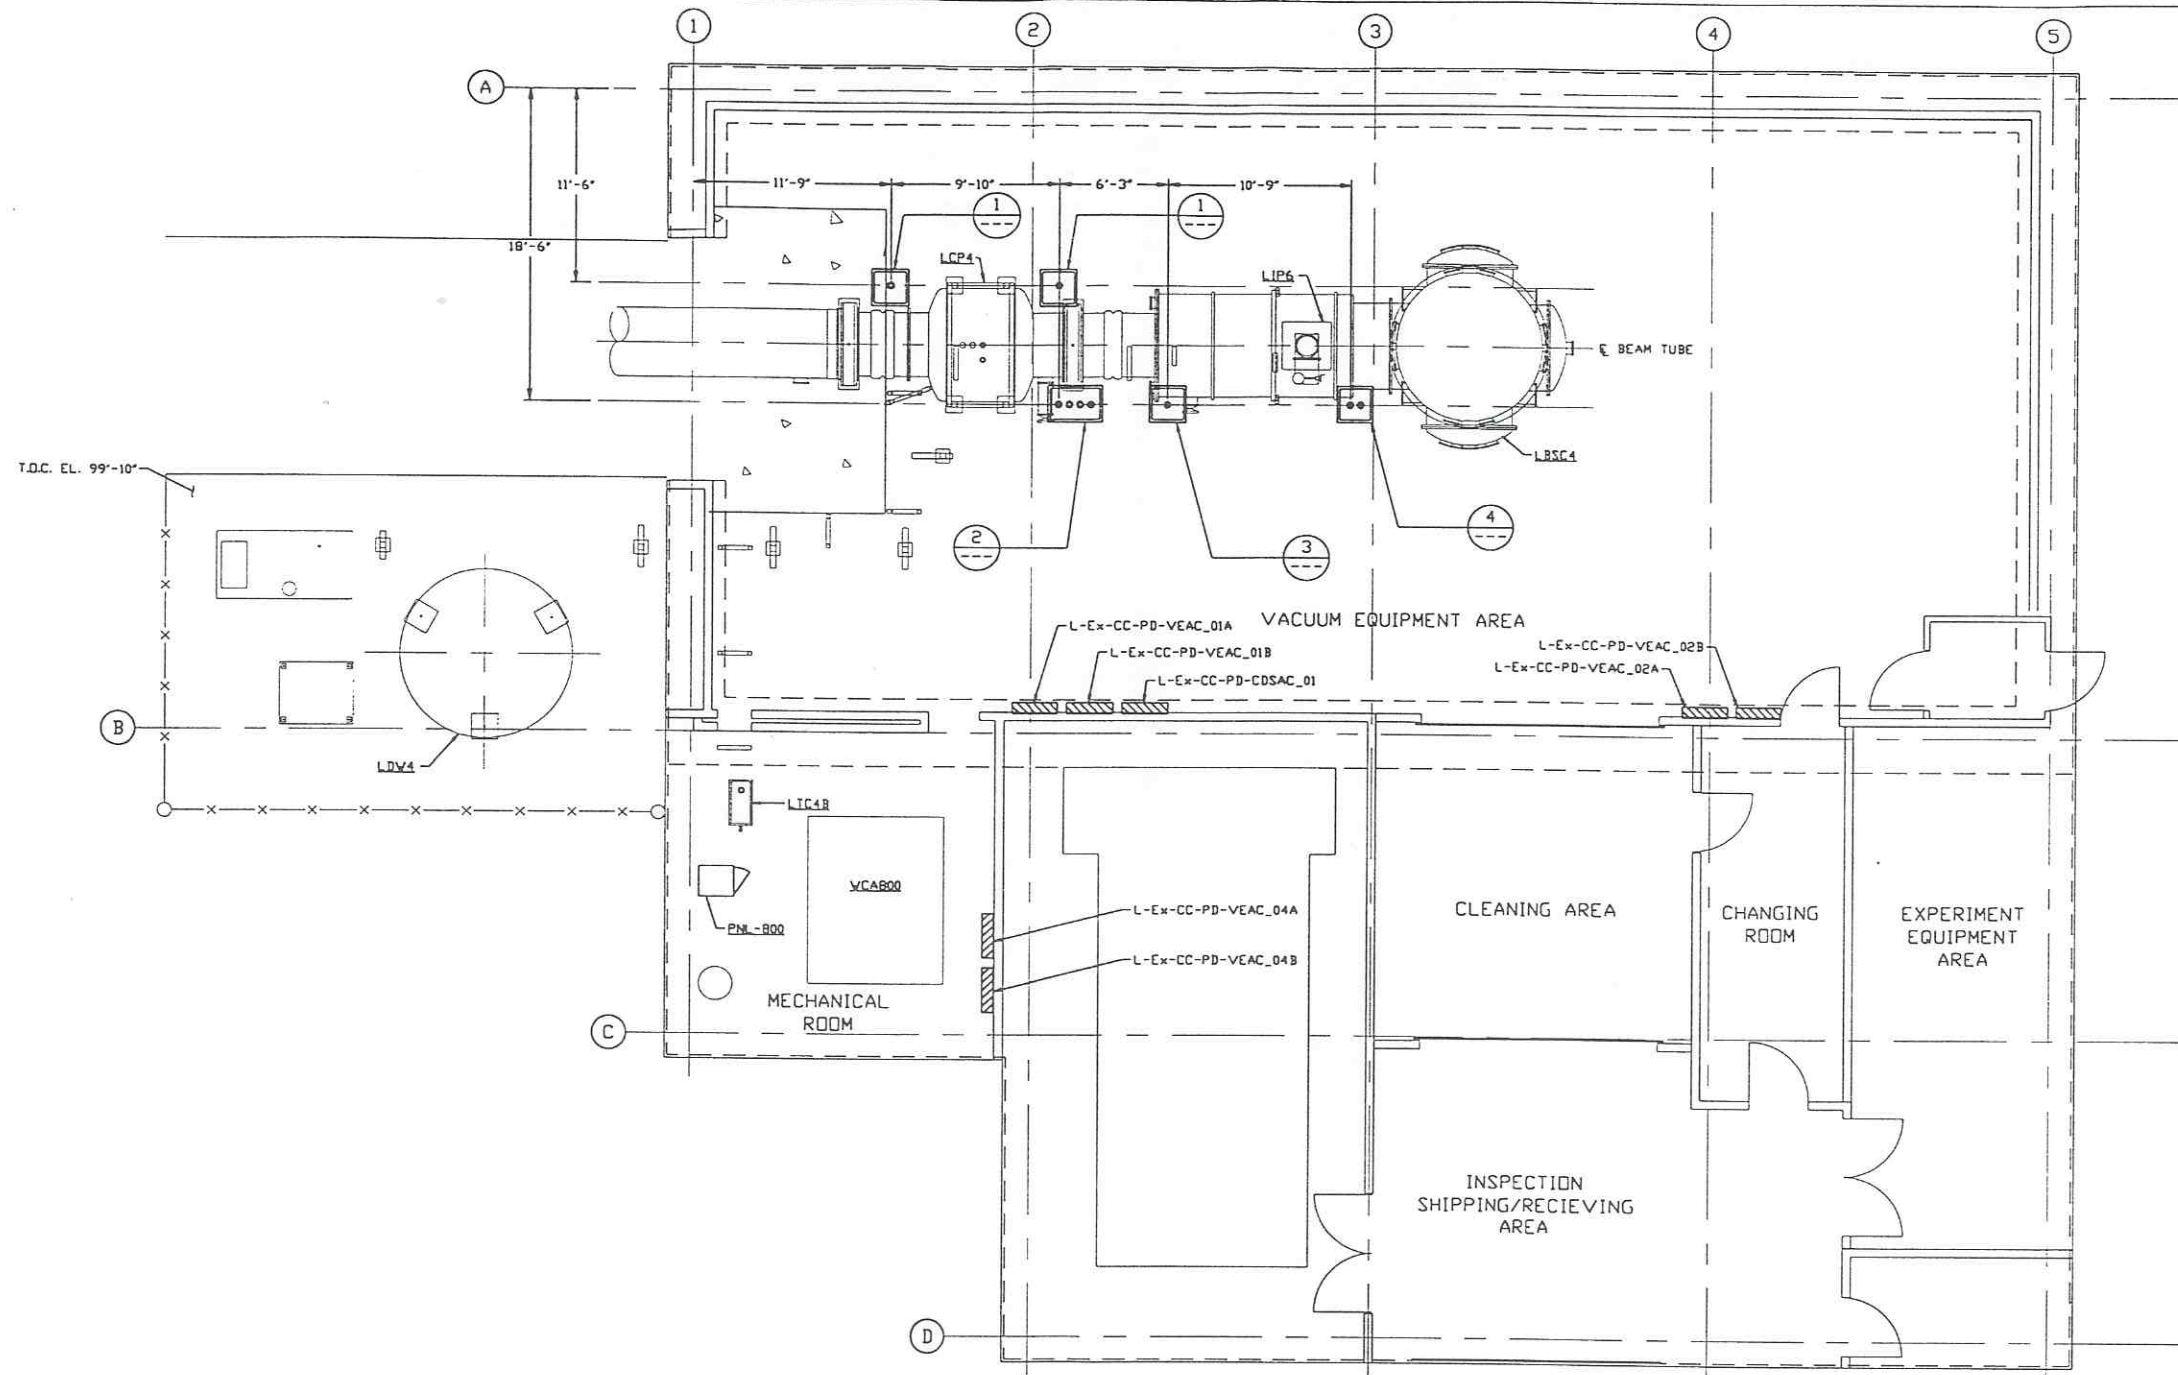 1
2
3
4
5
A
11'-6"
11'-9"
9'-10"
6'-3"
10'-9"
1
1
18'-6"
LCP4
LIP6
℄ BEAM TUBE
LBSC4
T.O.C. EL. 99'-10"
2
3
4
VACUUM EQUIPMENT AREA
L-Ex-CC-PD-VEAC_01A
L-Ex-CC-PD-VEAC_01B
L-Ex-CC-PD-CDSAC_01
L-Ex-CC-PD-VEAC_02B
L-Ex-CC-PD-VEAC_02A
B
LDW4
LTC4B
WCA800
PNL-800
L-Ex-CC-PD-VEAC_04A
L-Ex-CC-PD-VEAC_04B
CLEANING AREA
CHANGING
ROOM
EXPERIMENT
EQUIPMENT
AREA
MECHANICAL
ROOM
C
INSPECTION
SHIPPING/RECIEVING
AREA
D